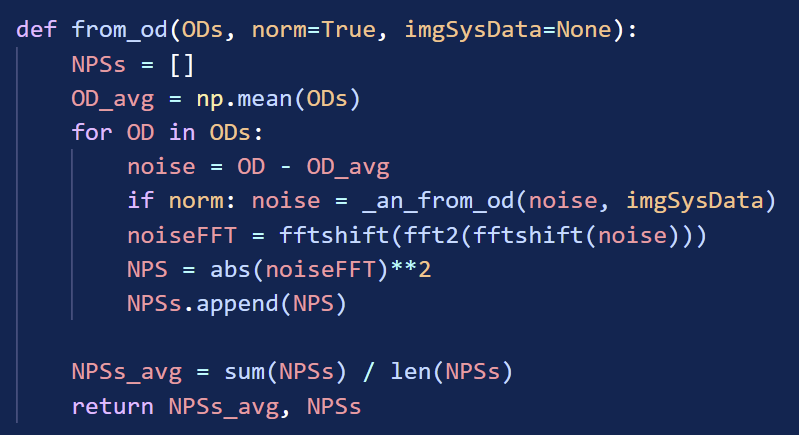 def from_od(ODs, norm=True, imgSysData=None):
    NPSs = []
    OD_avg = np.mean(ODs)
    for OD in ODs:
        noise = OD - OD_avg
        if norm: noise = _an_from_od(noise, imgSysData)
        noiseFFT = fftshift(fft2(fftshift(noise)))
        NPS = abs(noiseFFT)**2
        NPSs.append(NPS)

    NPSs_avg = sum(NPSs) / len(NPSs)
    return NPSs_avg, NPSs